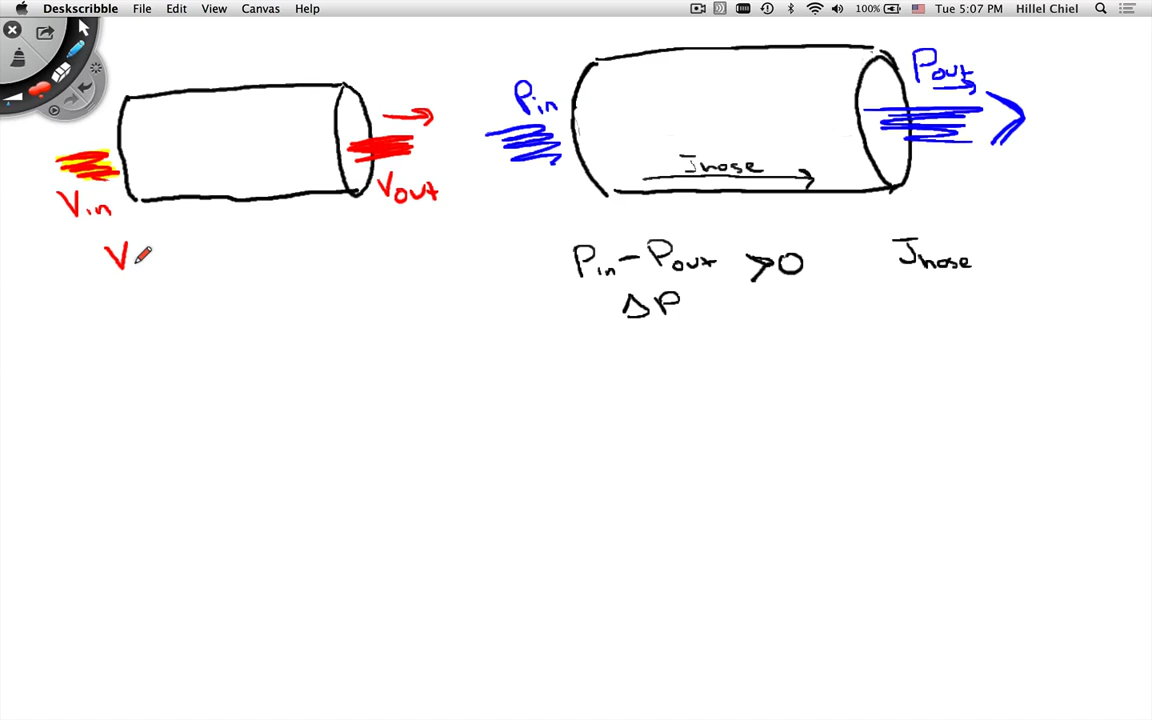 Deskscribble File Edit View Canvas Help 100% Tue 5:07 PM Hillel Chiel
Pout
Pin
Jhose
Vout
Vin
V
Pin - Pout > 0 Jhose
ΔP